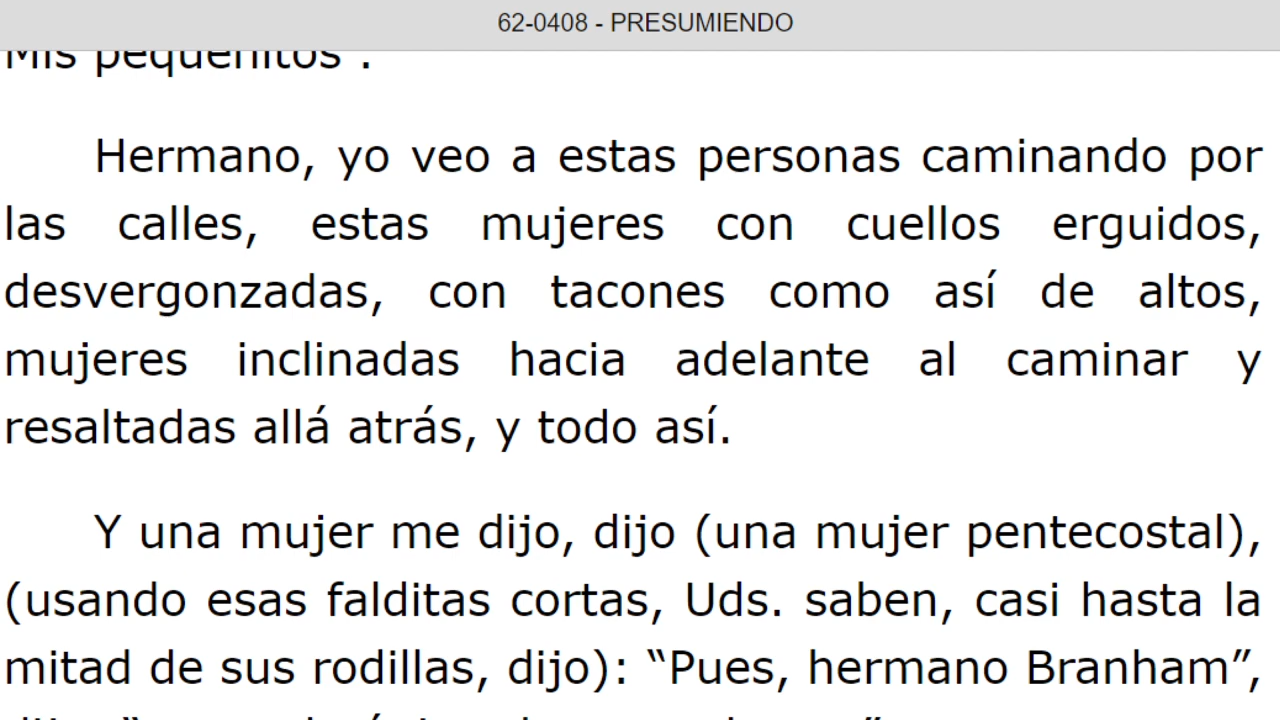 62-0408 - PRESUMIENDO
Mis pequeñitos”.
Hermano, yo veo a estas personas caminando por
las calles, estas mujeres con cuellos erguidos,
desvergonzadas, con tacones como así de altos,
mujeres inclinadas hacia adelante al caminar y
resaltadas allá atrás, y todo así.
Y una mujer me dijo, dijo (una mujer pentecostal),
(usando esas falditas cortas, Uds. saben, casi hasta la
mitad de sus rodillas, dijo): “Pues, hermano Branham”,